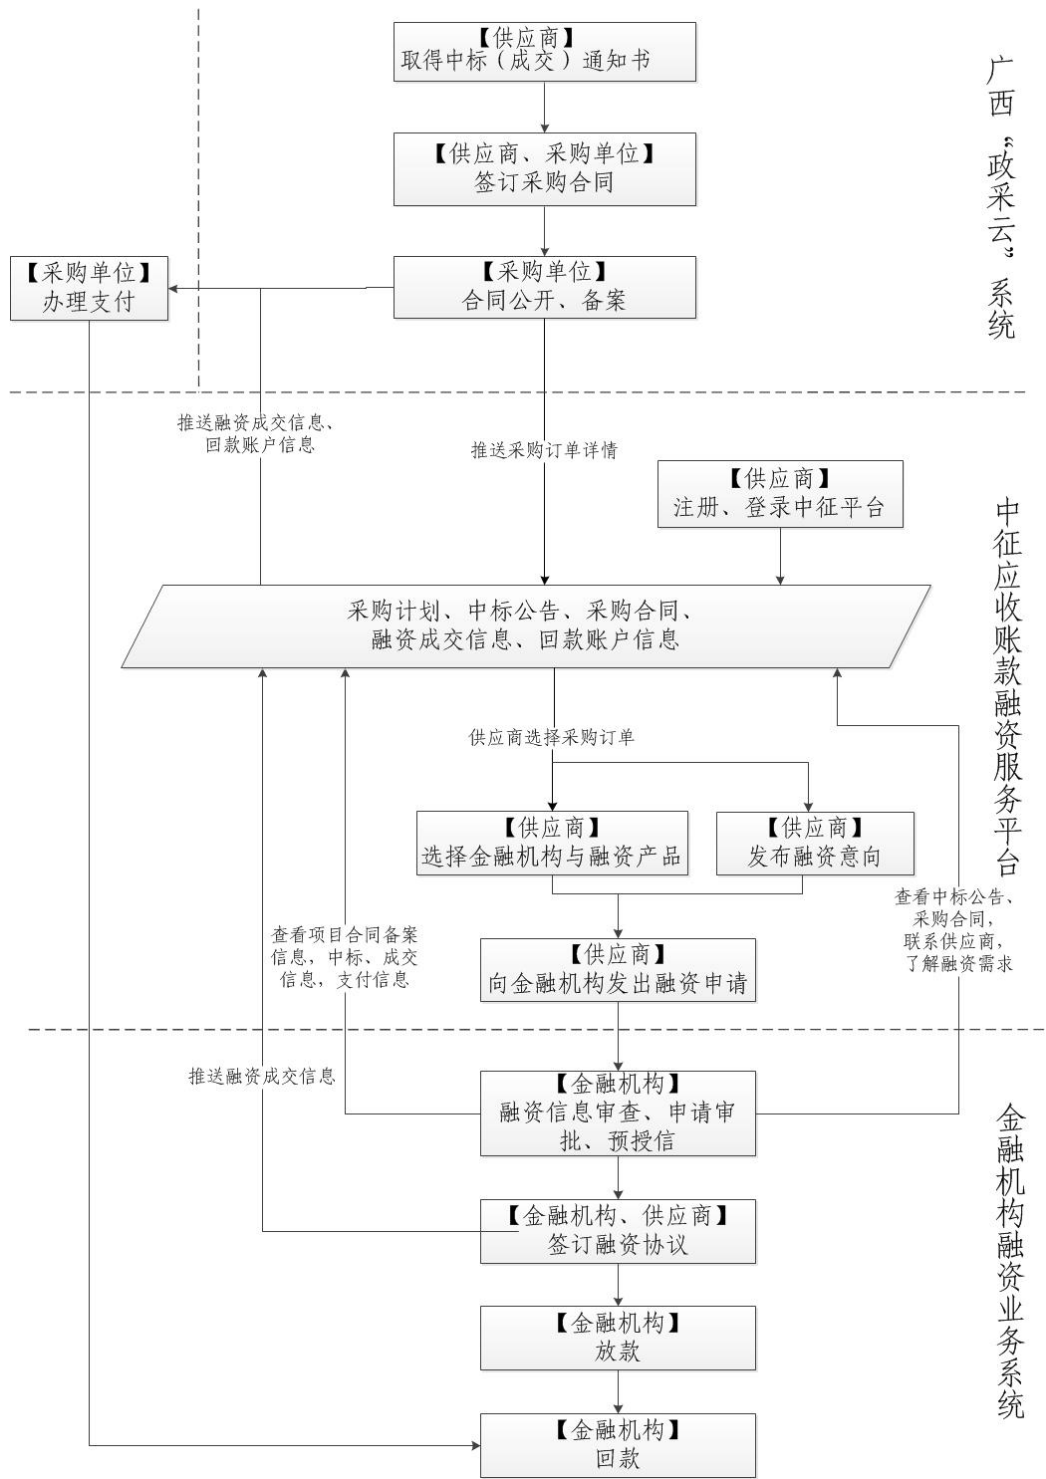 【供应商】
取得中标（成交）通知书
【供应商、采购单位】
签订采购合同
【采购单位】
办理支付
【采购单位】
合同公开、备案
广西“政采云”系统
推送融资成交信息、
回款账户信息
推送采购订单详情
【供应商】
注册、登录中征平台
采购计划、中标公告、采购合同、
融资成交信息、回款账户信息
供应商选择采购订单
【供应商】
选择金融机构与融资产品
【供应商】
发布融资意向
中征应收账款融资服务平台
查看项目合同备案
信息，中标、成交
信息，支付信息
查看中标公告、
采购合同，
联系供应商，
了解融资需求
【供应商】
向金融机构发出融资申请
推送融资成交信息
【金融机构】
融资信息审查、申请审
批、预授信
【金融机构、供应商】
签订融资协议
【金融机构】
放款
【金融机构】
回款
金融机构融资业务系统